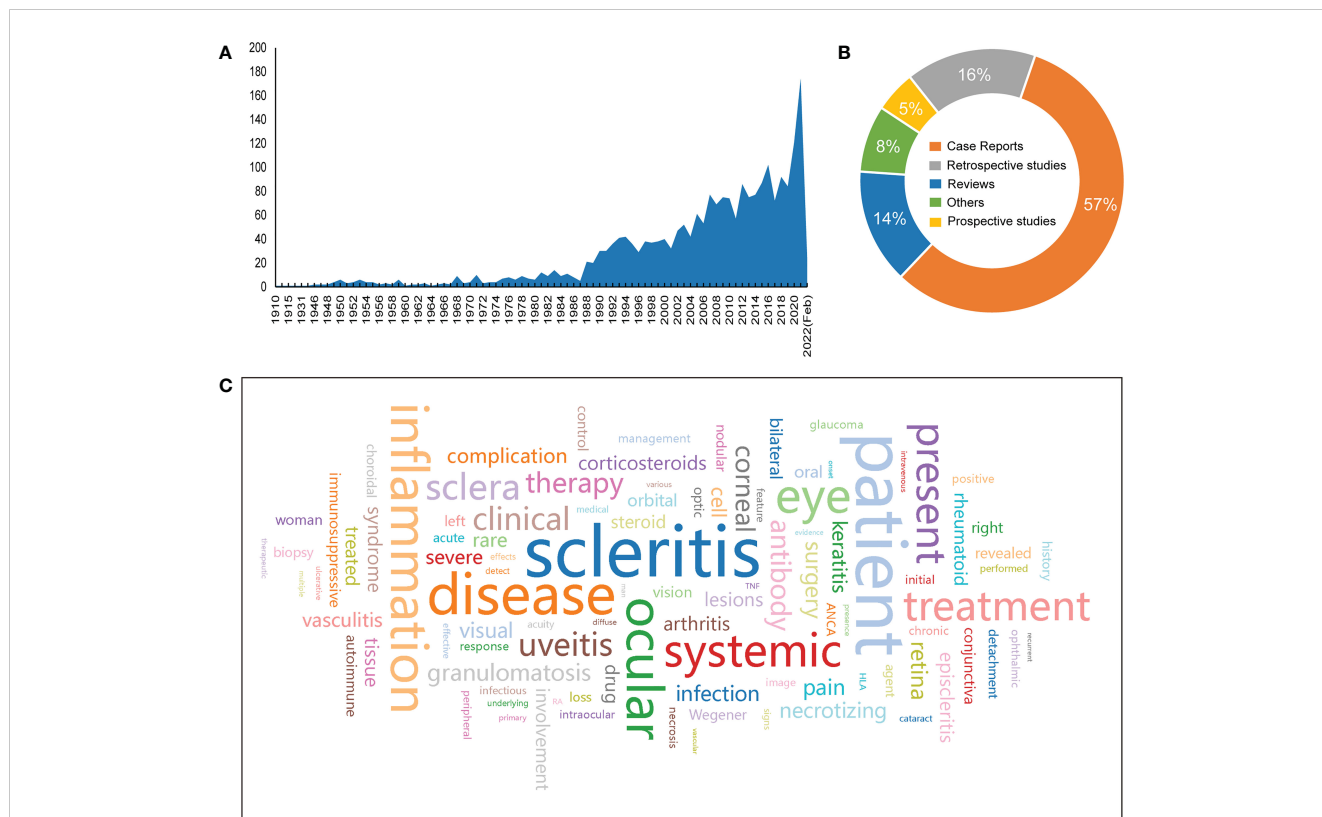 A
200
180
160
140
120
100
80
60
40
20
0
1910
1915
1931
1946
1948
1950
1952
1954
1956
1958
1960
1962
1964
1966
1968
1970
1972
1974
1976
1978
1980
1982
1984
1986
1988
1990
1992
1994
1996
1998
2000
2002
2004
2006
2008
2010
2012
2014
2016
2018
2020
2022(Feb)
B
16%
5%
8%
14%
57%
Case Reports
Retrospective studies
Reviews
Others
Prospective studies
C
inflammation
control
management
nodular
bilateral
glaucoma
patient
present
choroidal
complication
corticosteroids
corneal
oral
onset
intravenous
positive
immunosuppressive
syndrome
sclera
therapy
various
orbital
optic
cell
feature
eye
rheumatoid
woman
treated
left
clinical
medical
steroid
antibody
evidence
surgery
keratitis
right
therapeutic
biopsy
acute
rare
scleritis
revealed
history
multiple
ulcerative
severe
effects
detect
performed
initial
disease
man
vision
TNF
lesions
treatment
vasculitis
effective
visual
acuity
diffuse
ocular
arthritis
ANCA
presence
chronic
conjunctiva
detachment
ophthalmic
recurrent
autoimmune
tissue
response
uveitis
systemic
retina
episcleritis
granulomatosis
drug
infection
image
pain
HLA
agent
peripheral
infectious
underlying
primary
involvement
RA
loss
intraocular
necrosis
Wegener
vascular
signs
necrotizing
cataract